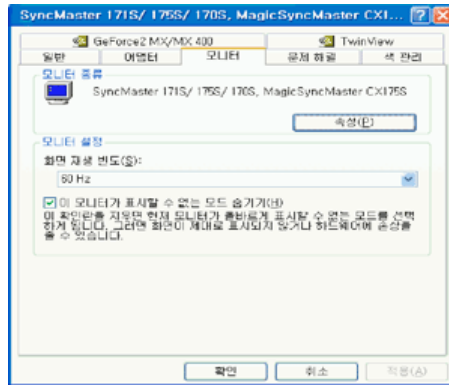 SyncMaster 171S/ 175S/ 170S, MagicSyncMaster CX1...
GeForce2 MX/MX 400
TwinView
일반
어댑터
모니터
문제 해결
색 관리
모니터 종류
SyncMaster 171S/ 175S/ 170S, MagicSyncMaster CX175S
속성(P)
모니터 설정
화면 재생 빈도(S):
60 Hz
이 모니터가 표시할 수 없는 모드 숨기기(H)
이 확인란을 지우면 현재 모니터가 올바르게 표시할 수 없는 모드를 선택
하게 됩니다. 그러면 화면이 제대로 표시되지 않거나 하드웨어에 손상을
줄 수 있습니다.
확인
취소
적용(A)